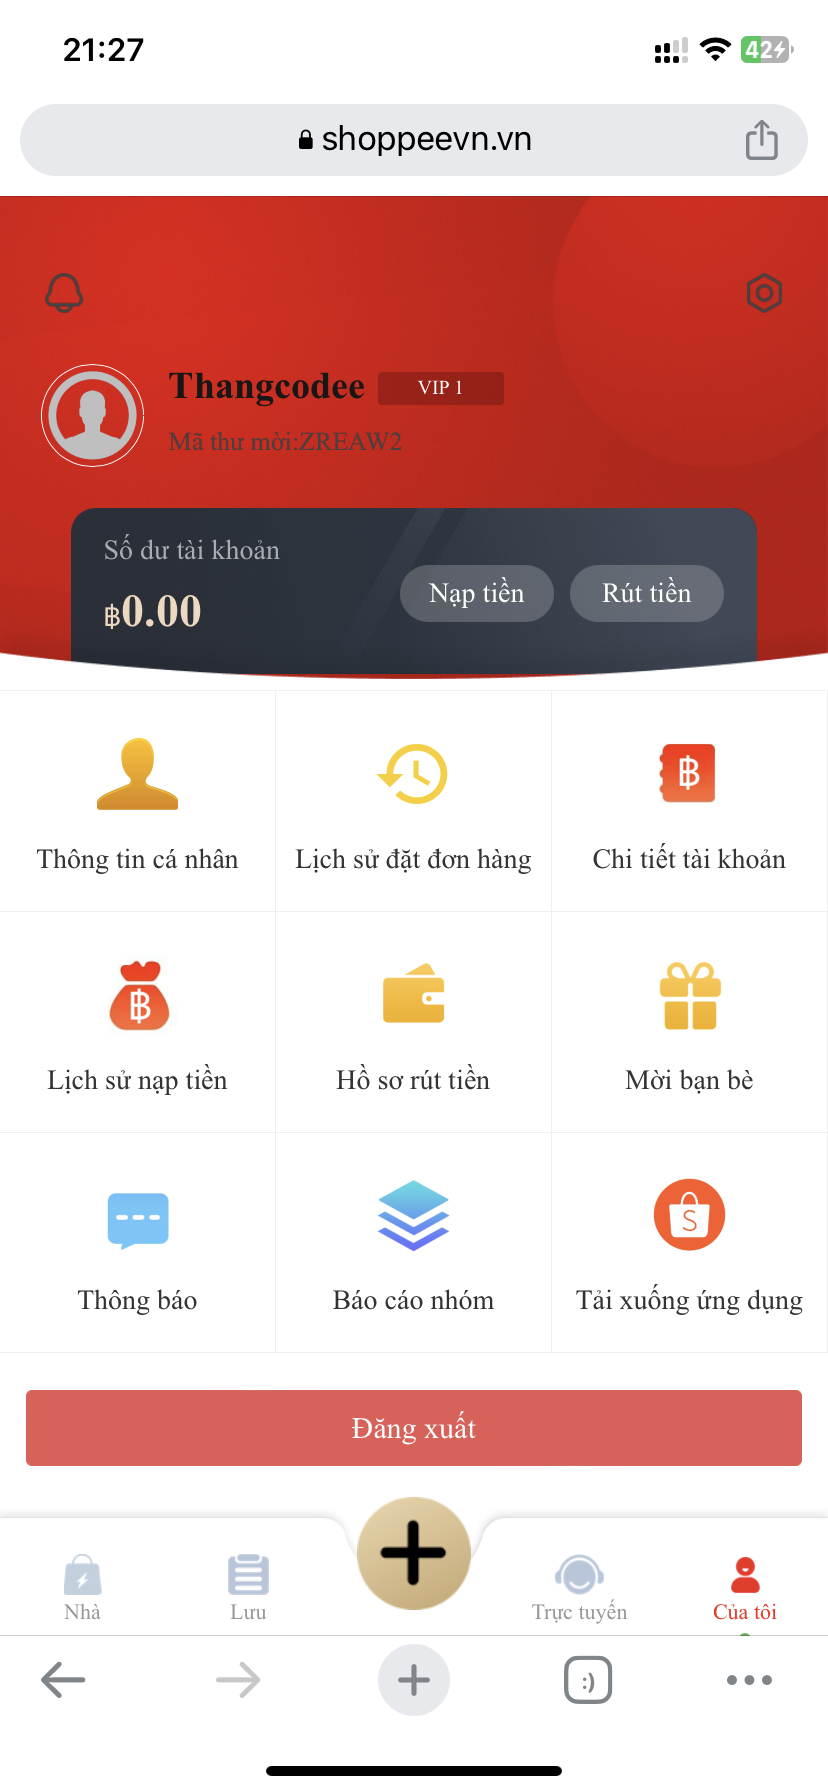 21:27
42
shoppeevn.vn
Thangcodee
VIP 1
Mã thư mời:ZREAW2
Số dư tài khoản
฿0.00
Nạp tiền
Rút tiền
Thông tin cá nhân
Lịch sử đặt đơn hàng
Chi tiết tài khoản
Lịch sử nạp tiền
Hồ sơ rút tiền
Mời bạn bè
Thông báo
Báo cáo nhóm
Tải xuống ứng dụng
Đăng xuất
Nhà
Lưu
Trực tuyến
Của tôi
:)